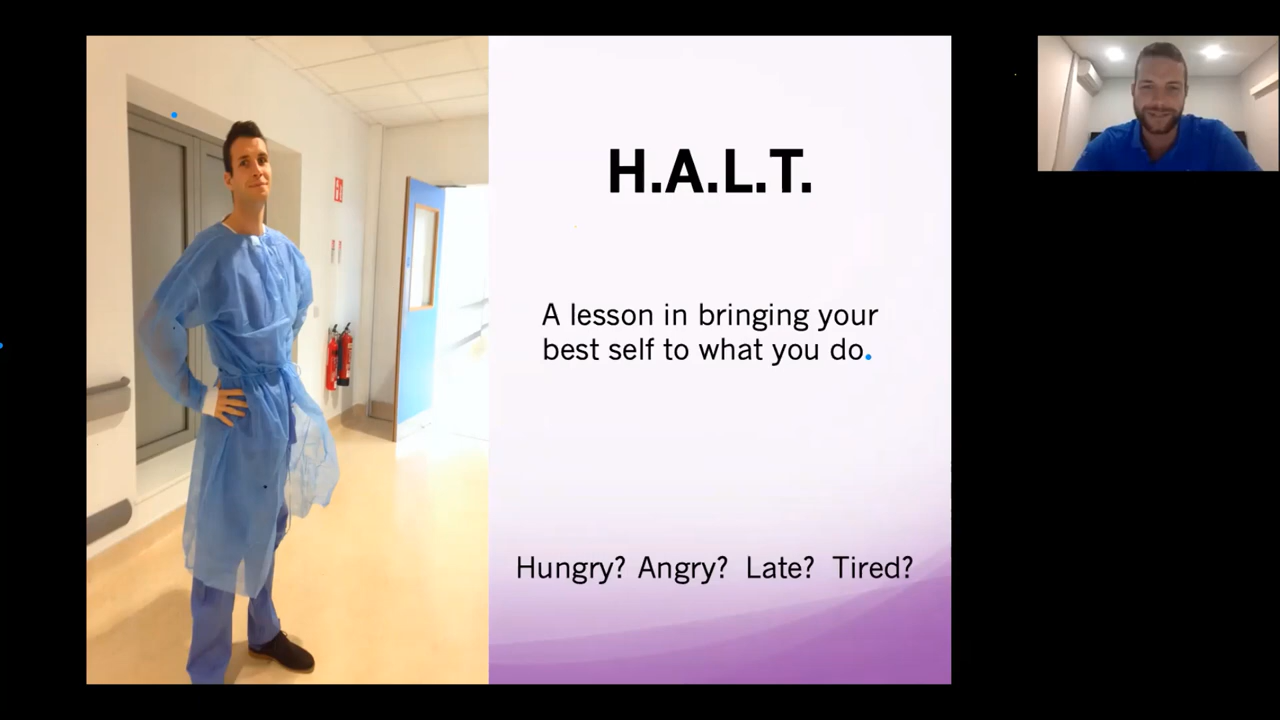 H.A.L.T.
A lesson in bringing your
best self to what you do.
Hungry? Angry? Late? Tired?